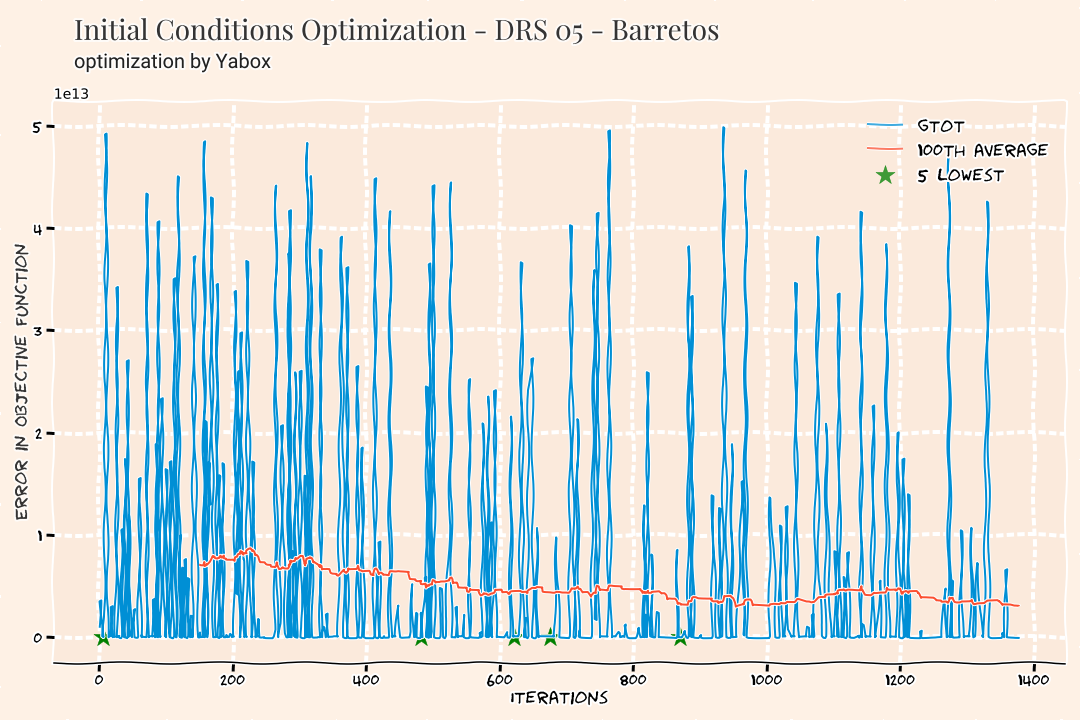 Initial Conditions Optimization - DRS 05 - Barretos
optimization by Yabox
1e13
GTOT
100TH AVERAGE
5 LOWEST
ERROR IN OBJECTIVE FUNCTION
5
4
3
2
1
0
0 200 400 600 800 1000 1200 1400
ITERATIONS